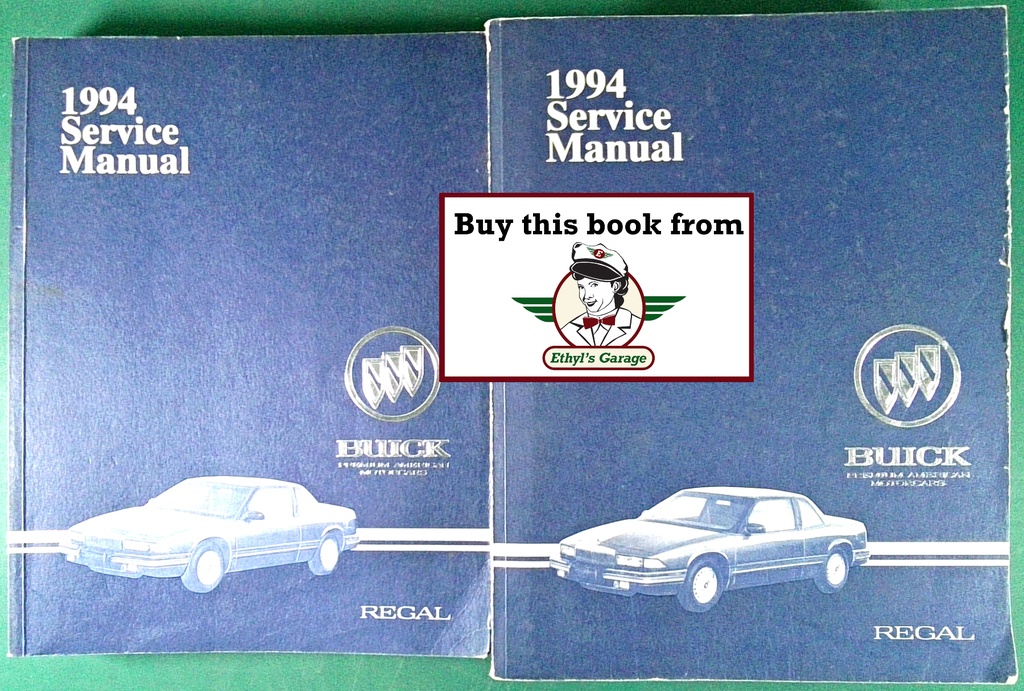 1994
Service
Manual
BUICK
PREMIUM AMERICAN
MOTORCARS
REGAL
1994
Service
Manual
BUICK
PREMIUM AMERICAN
MOTORCARS
REGAL
Buy this book from
E
Ethyl's Garage